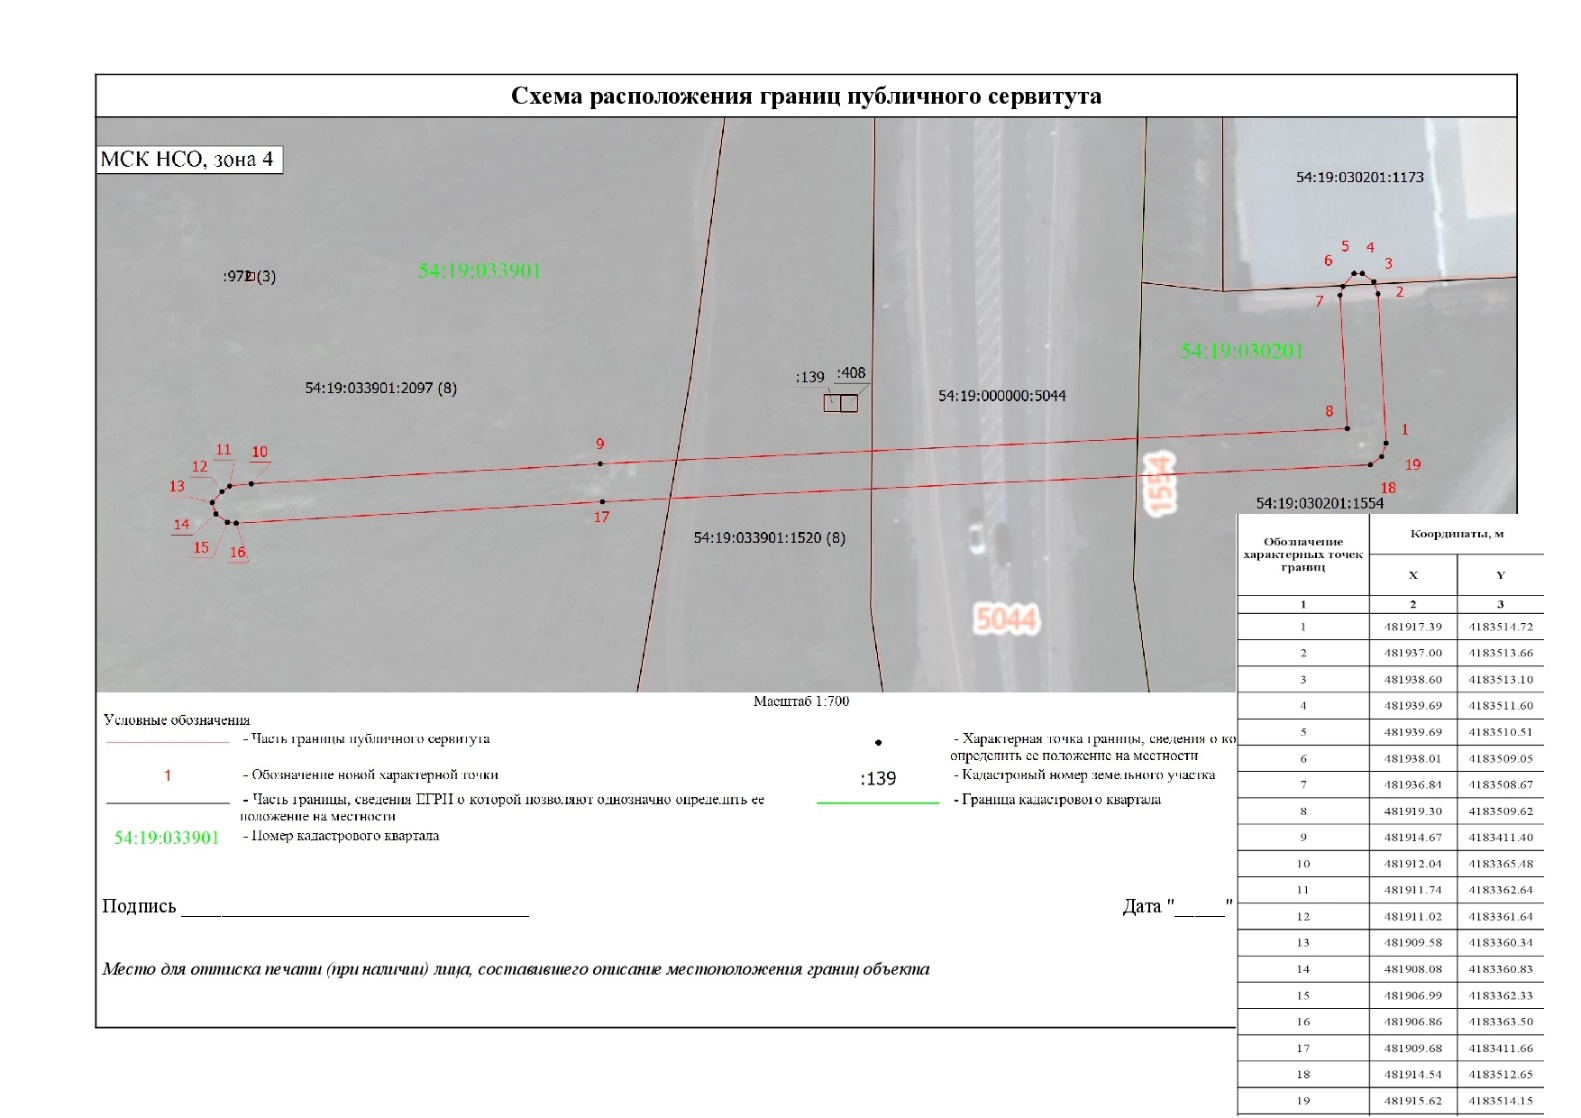 Схема расположения границ публичного сервитута
МСК НСО, зона 4
54:19:030201:1173
5 4
6 3
7 2
:972(3)
54:19:033901
54:19:030201
:139 :408
54:19:033901:2097 (8)
54:19:000000:5044
8
1
9
11 10
12
13
19
18
1554
14
15 16
17
54:19:030201:1554
54:19:033901:1520 (8)
5044
Масштаб 1:700
Условные обозначения
- Часть границы публичного сервитута
1 - Обозначение новой характерной точки
- Часть границы, сведения ЕГРН о которой позволяют однозначно определить ее
положение на местности
54:19:033901 - Номер кадастрового квартала
- Характерная точка границы, сведения о ко
определить ее положение на местности
:139 - Кадастровый номер земельного участка
- Граница кадастрового квартала
Подпись ___________________________________
Дата "_____"
Место для оттиска печати (при наличии) лица, составившего описание местоположения границ объекта
Обозначение
характерных точек
границ
Координаты, м
X Y
1 2 3
1 481917.39 4183514.72
2 481937.00 4183513.66
3 481938.60 4183513.10
4 481939.69 4183511.60
5 481939.69 4183510.51
6 481938.01 4183509.05
7 481936.84 4183508.67
8 481919.30 4183509.62
9 481914.67 4183411.40
10 481912.04 4183365.48
11 481911.74 4183362.64
12 481911.02 4183361.64
13 481909.58 4183360.34
14 481908.08 4183360.83
15 481906.99 4183362.33
16 481906.86 4183363.50
17 481909.68 4183411.66
18 481914.54 4183512.65
19 481915.62 4183514.15